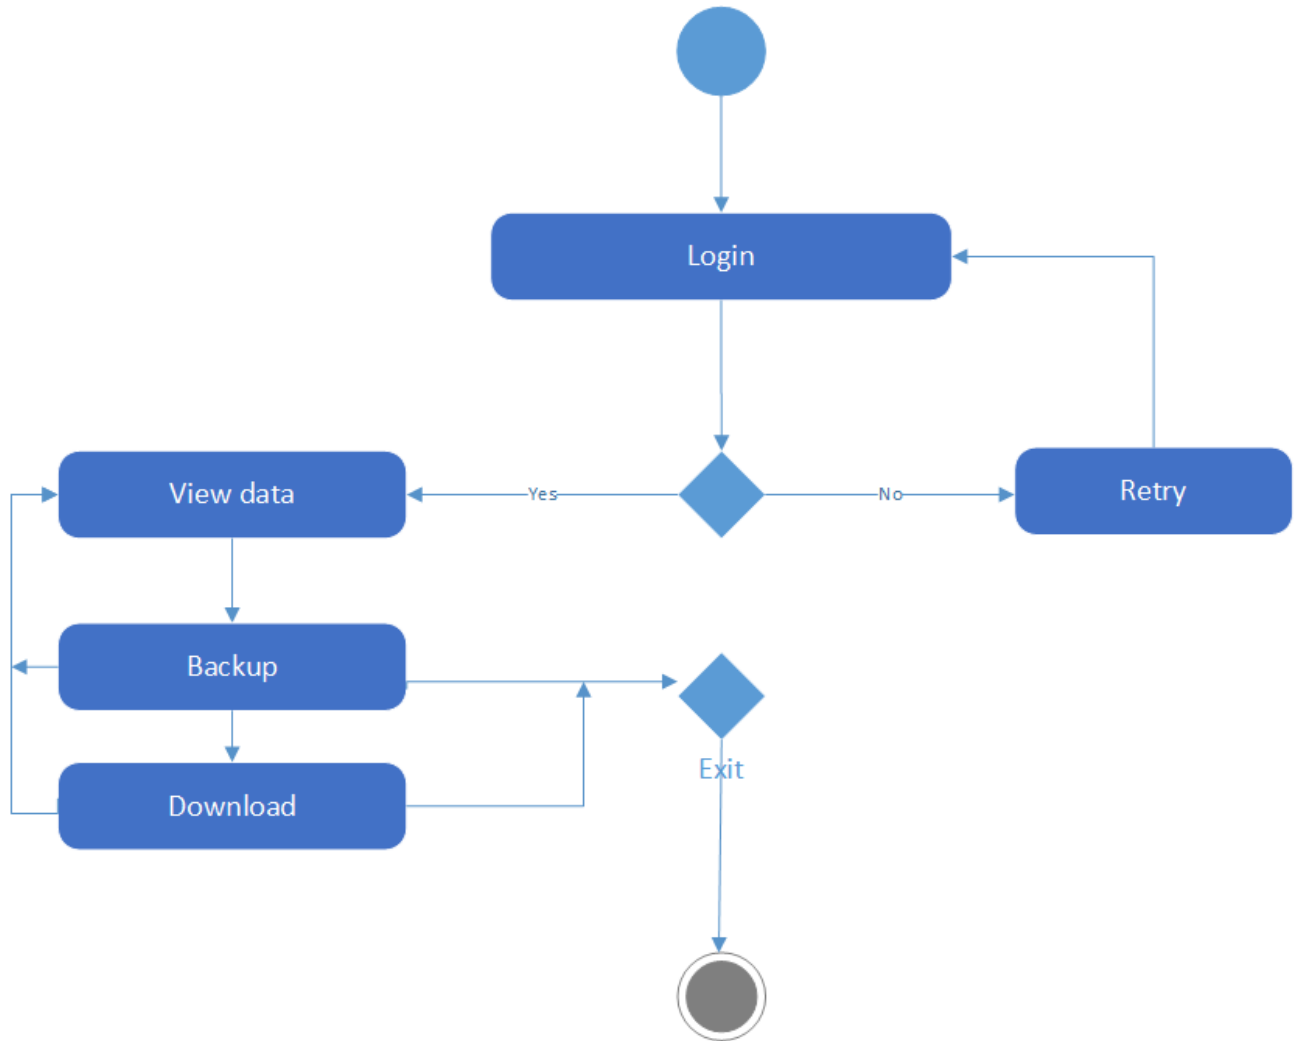 Login
View data
Yes
No
Retry
Backup
Exit
Download